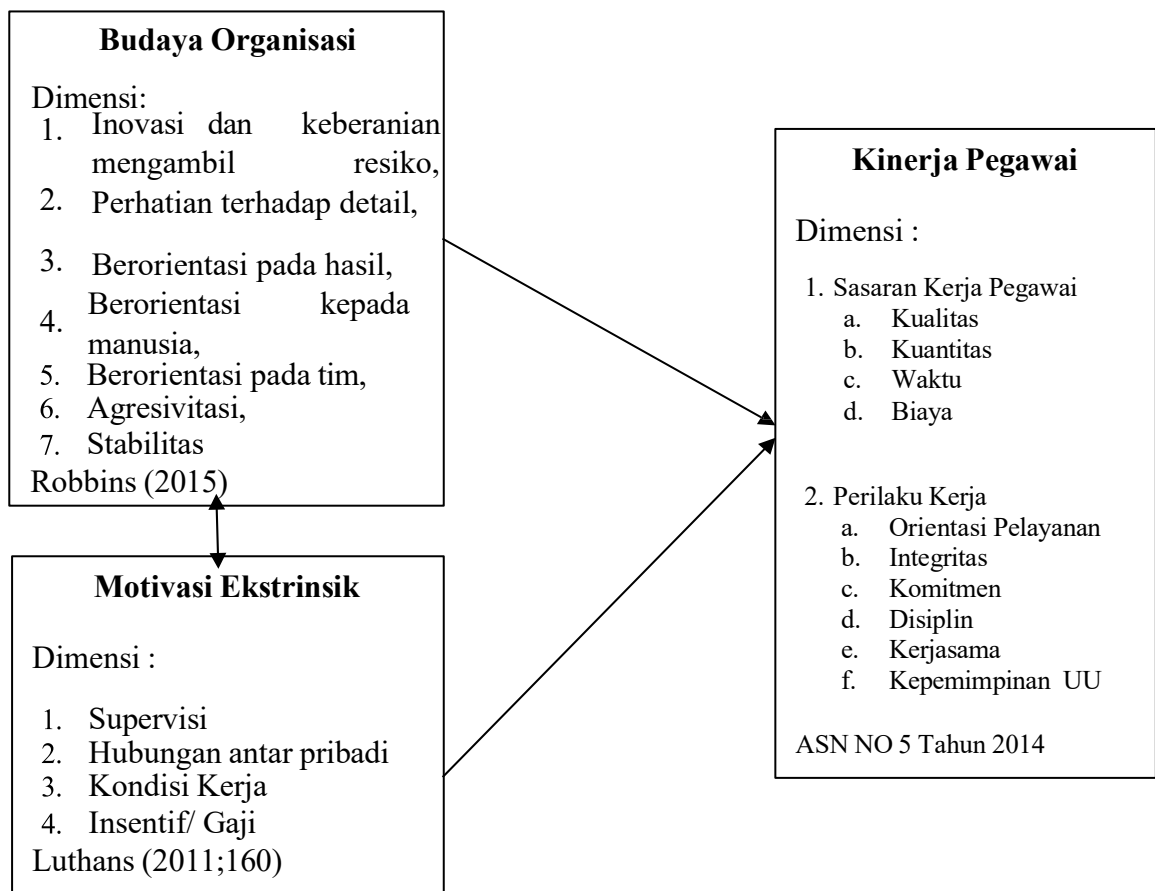 Budaya Organisasi
Dimensi:
1. Inovasi dan keberanian
mengambil resiko,
2. Perhatian terhadap detail,
3. Berorientasi pada hasil,
4. Berorientasi kepada
manusia,
5. Berorientasi pada tim,
6. Agresivitasi,
7. Stabilitas
Robbins (2015)
Motivasi Ekstrinsik
Dimensi :
1. Supervisi
2. Hubungan antar pribadi
3. Kondisi Kerja
4. Insentif/ Gaji
Luthans (2011;160)
Kinerja Pegawai
Dimensi :
1. Sasaran Kerja Pegawai
a. Kualitas
b. Kuantitas
c. Waktu
d. Biaya
2. Perilaku Kerja
a. Orientasi Pelayanan
b. Integritas
c. Komitmen
d. Disiplin
e. Kerjasama
f. Kepemimpinan UU
ASN NO 5 Tahun 2014